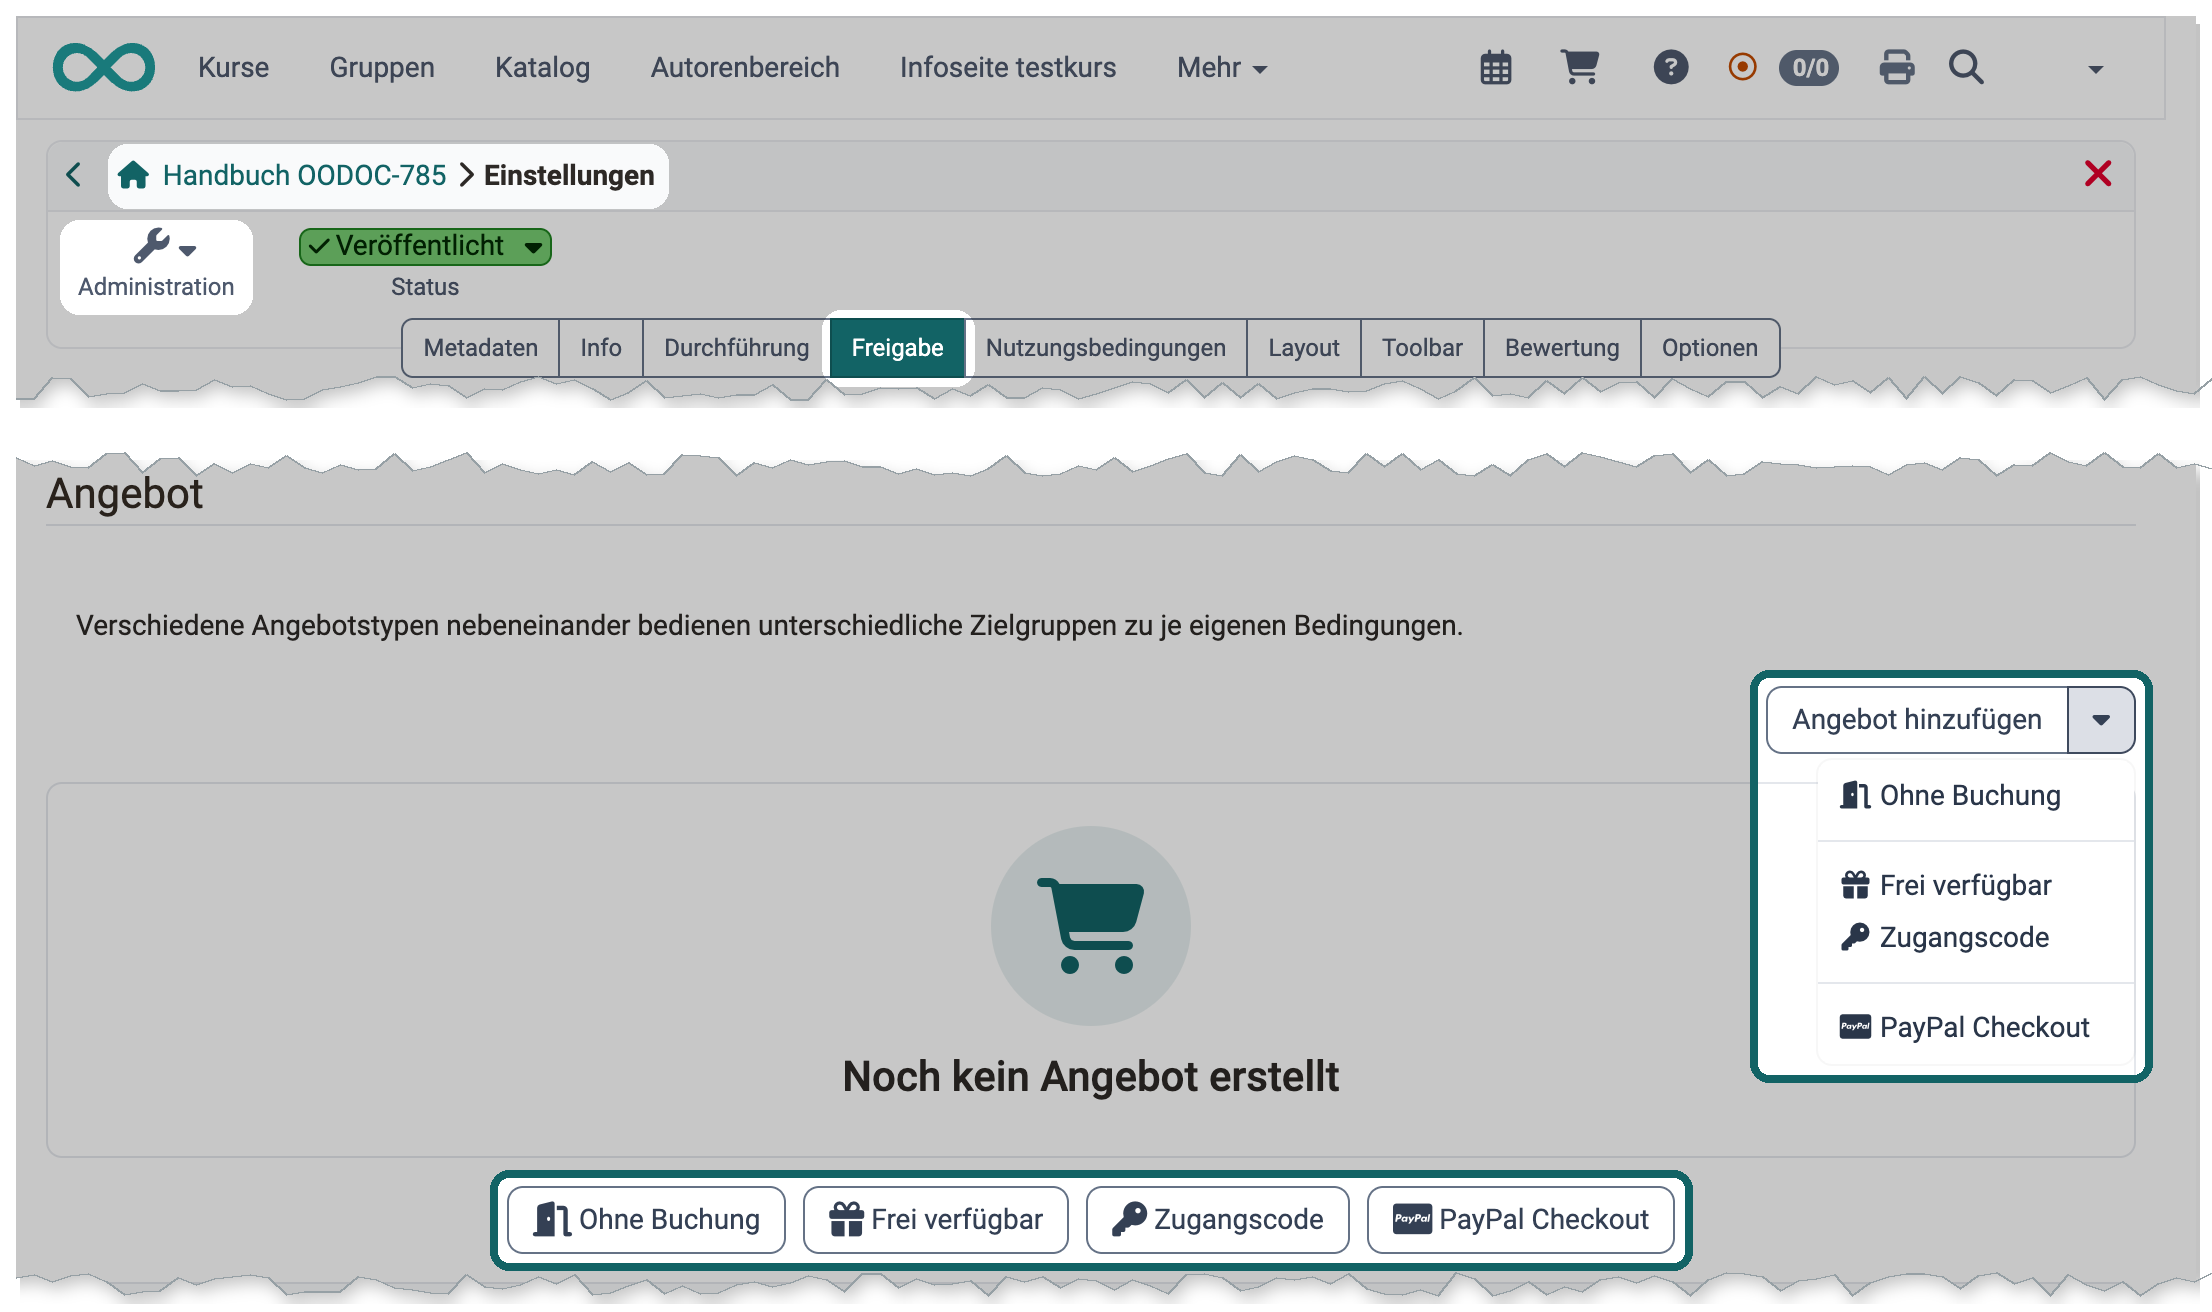 Kurse Gruppen Katalog Autorenbereich Infoseite testkurs Mehr ? 0/0
Handbuch OODOC-785 Einstellungen
Veröffentlicht
Administration Status
Metadaten Info Durchführung Freigabe Nutzungsbedingungen Layout Toolbar Bewertung Optionen
Angebot
Verschiedene Angebotstypen nebeneinander bedienen unterschiedliche Zielgruppen zu je eigenen Bedingungen.
Angebot hinzufügen
Ohne Buchung
Frei verfügbar
Zugangscode
PayPal PayPal Checkout
Noch kein Angebot erstellt
Ohne Buchung Frei verfügbar Zugangscode PayPal PayPal Checkout